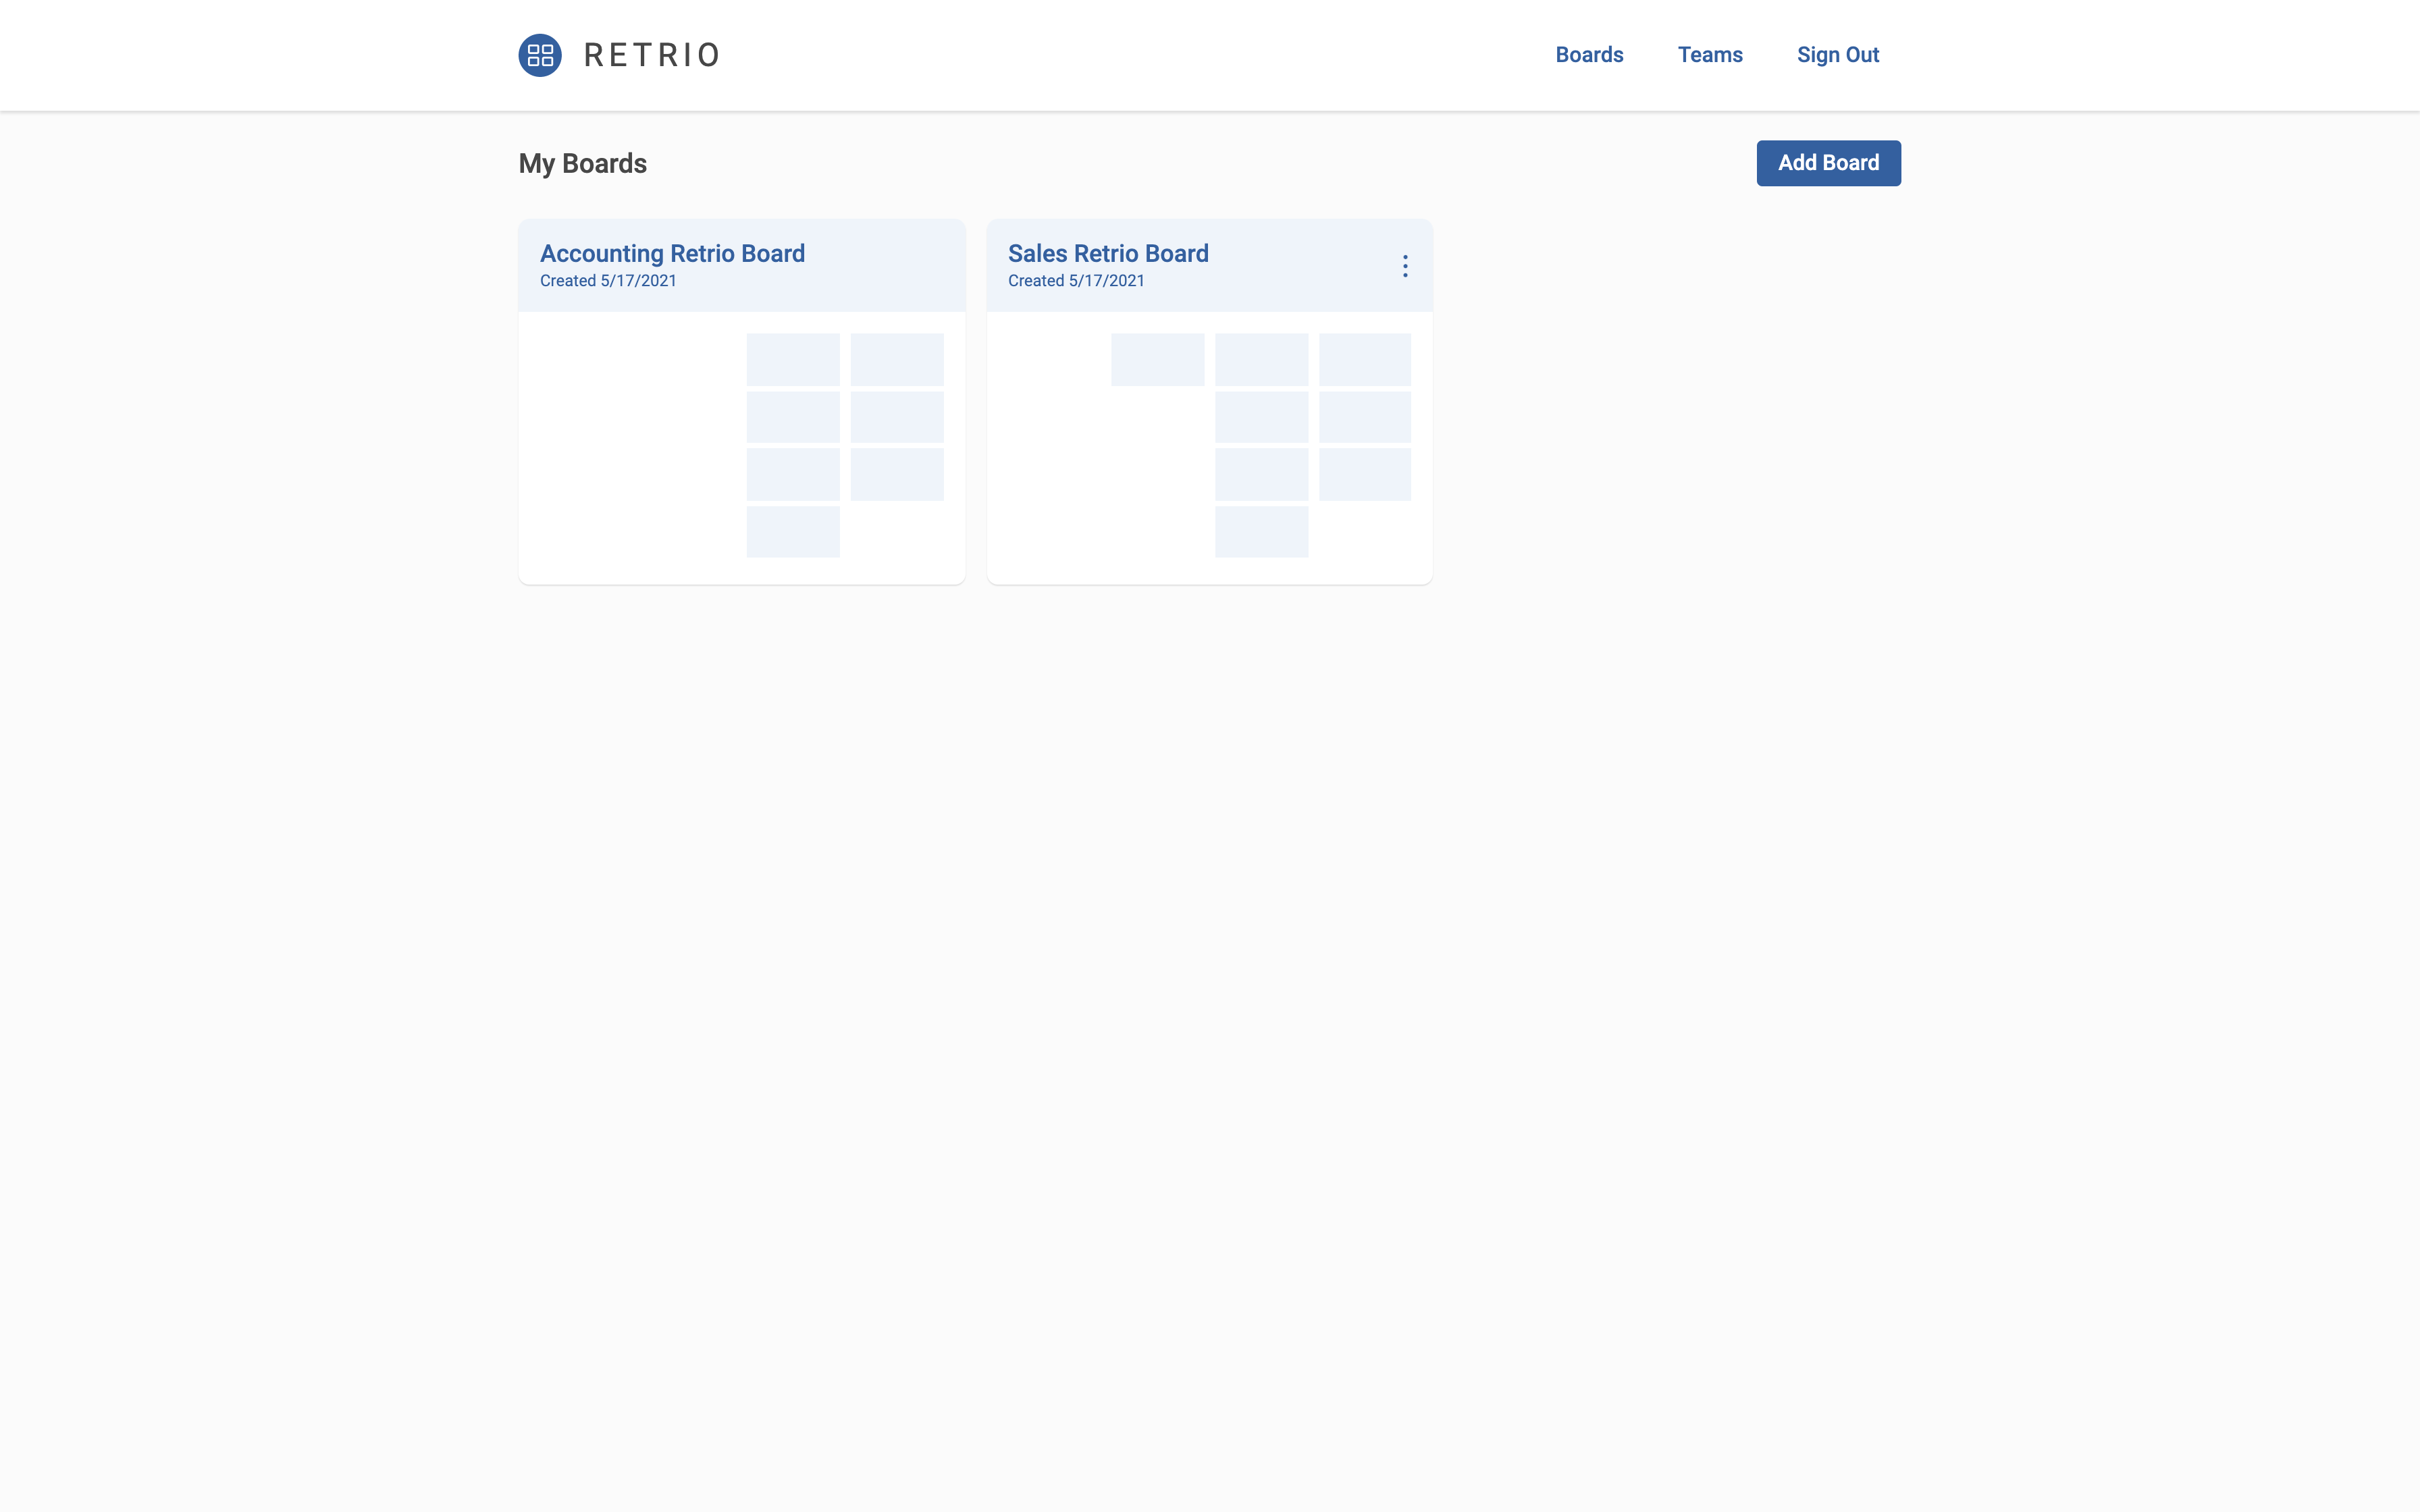 RETRIO
Boards
Teams
Sign Out
My Boards
Add Board
Accounting Retrio Board
Created 5/17/2021
Sales Retrio Board
Created 5/17/2021